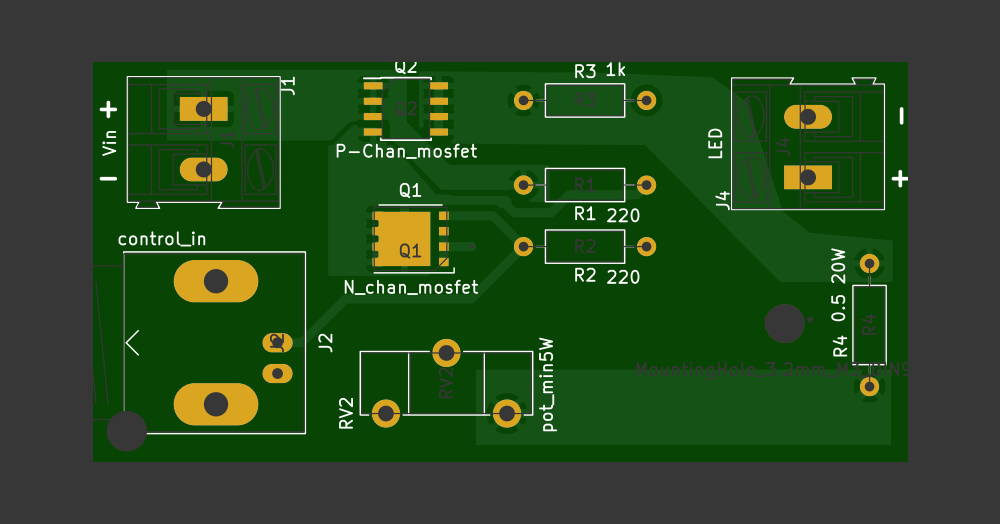 Q2
R3 1k
J1
+
R3
Q2
-
Vin
J1
LED
J4
P-Chan_mosfet
-
+
Q1
R1
J4
R1 220
control_in
Q1
R2
N_chan_mosfet
R2 220
R4 0.5 20W
J2
J2
R4
*
MountingHole_3.2mm_M3_DIN9
RV2
RV2
pot_min5W